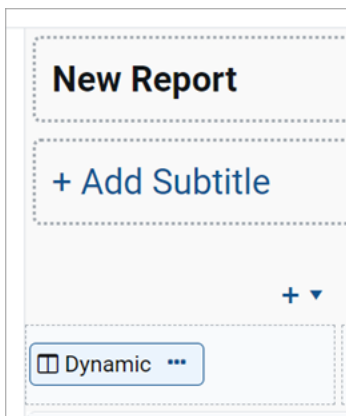 New Report
+ Add Subtitle
+
Dynamic ...